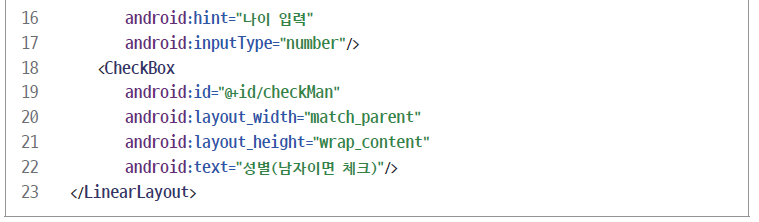 16 android:hint="나이 입력"
17 android:inputType="number"/>
18 <CheckBox
19 android:id="@+id/checkMan"
20 android:layout_width="match_parent"
21 android:layout_height="wrap_content"
22 android:text="성별(남자이면 체크)"/>
23 </LinearLayout>